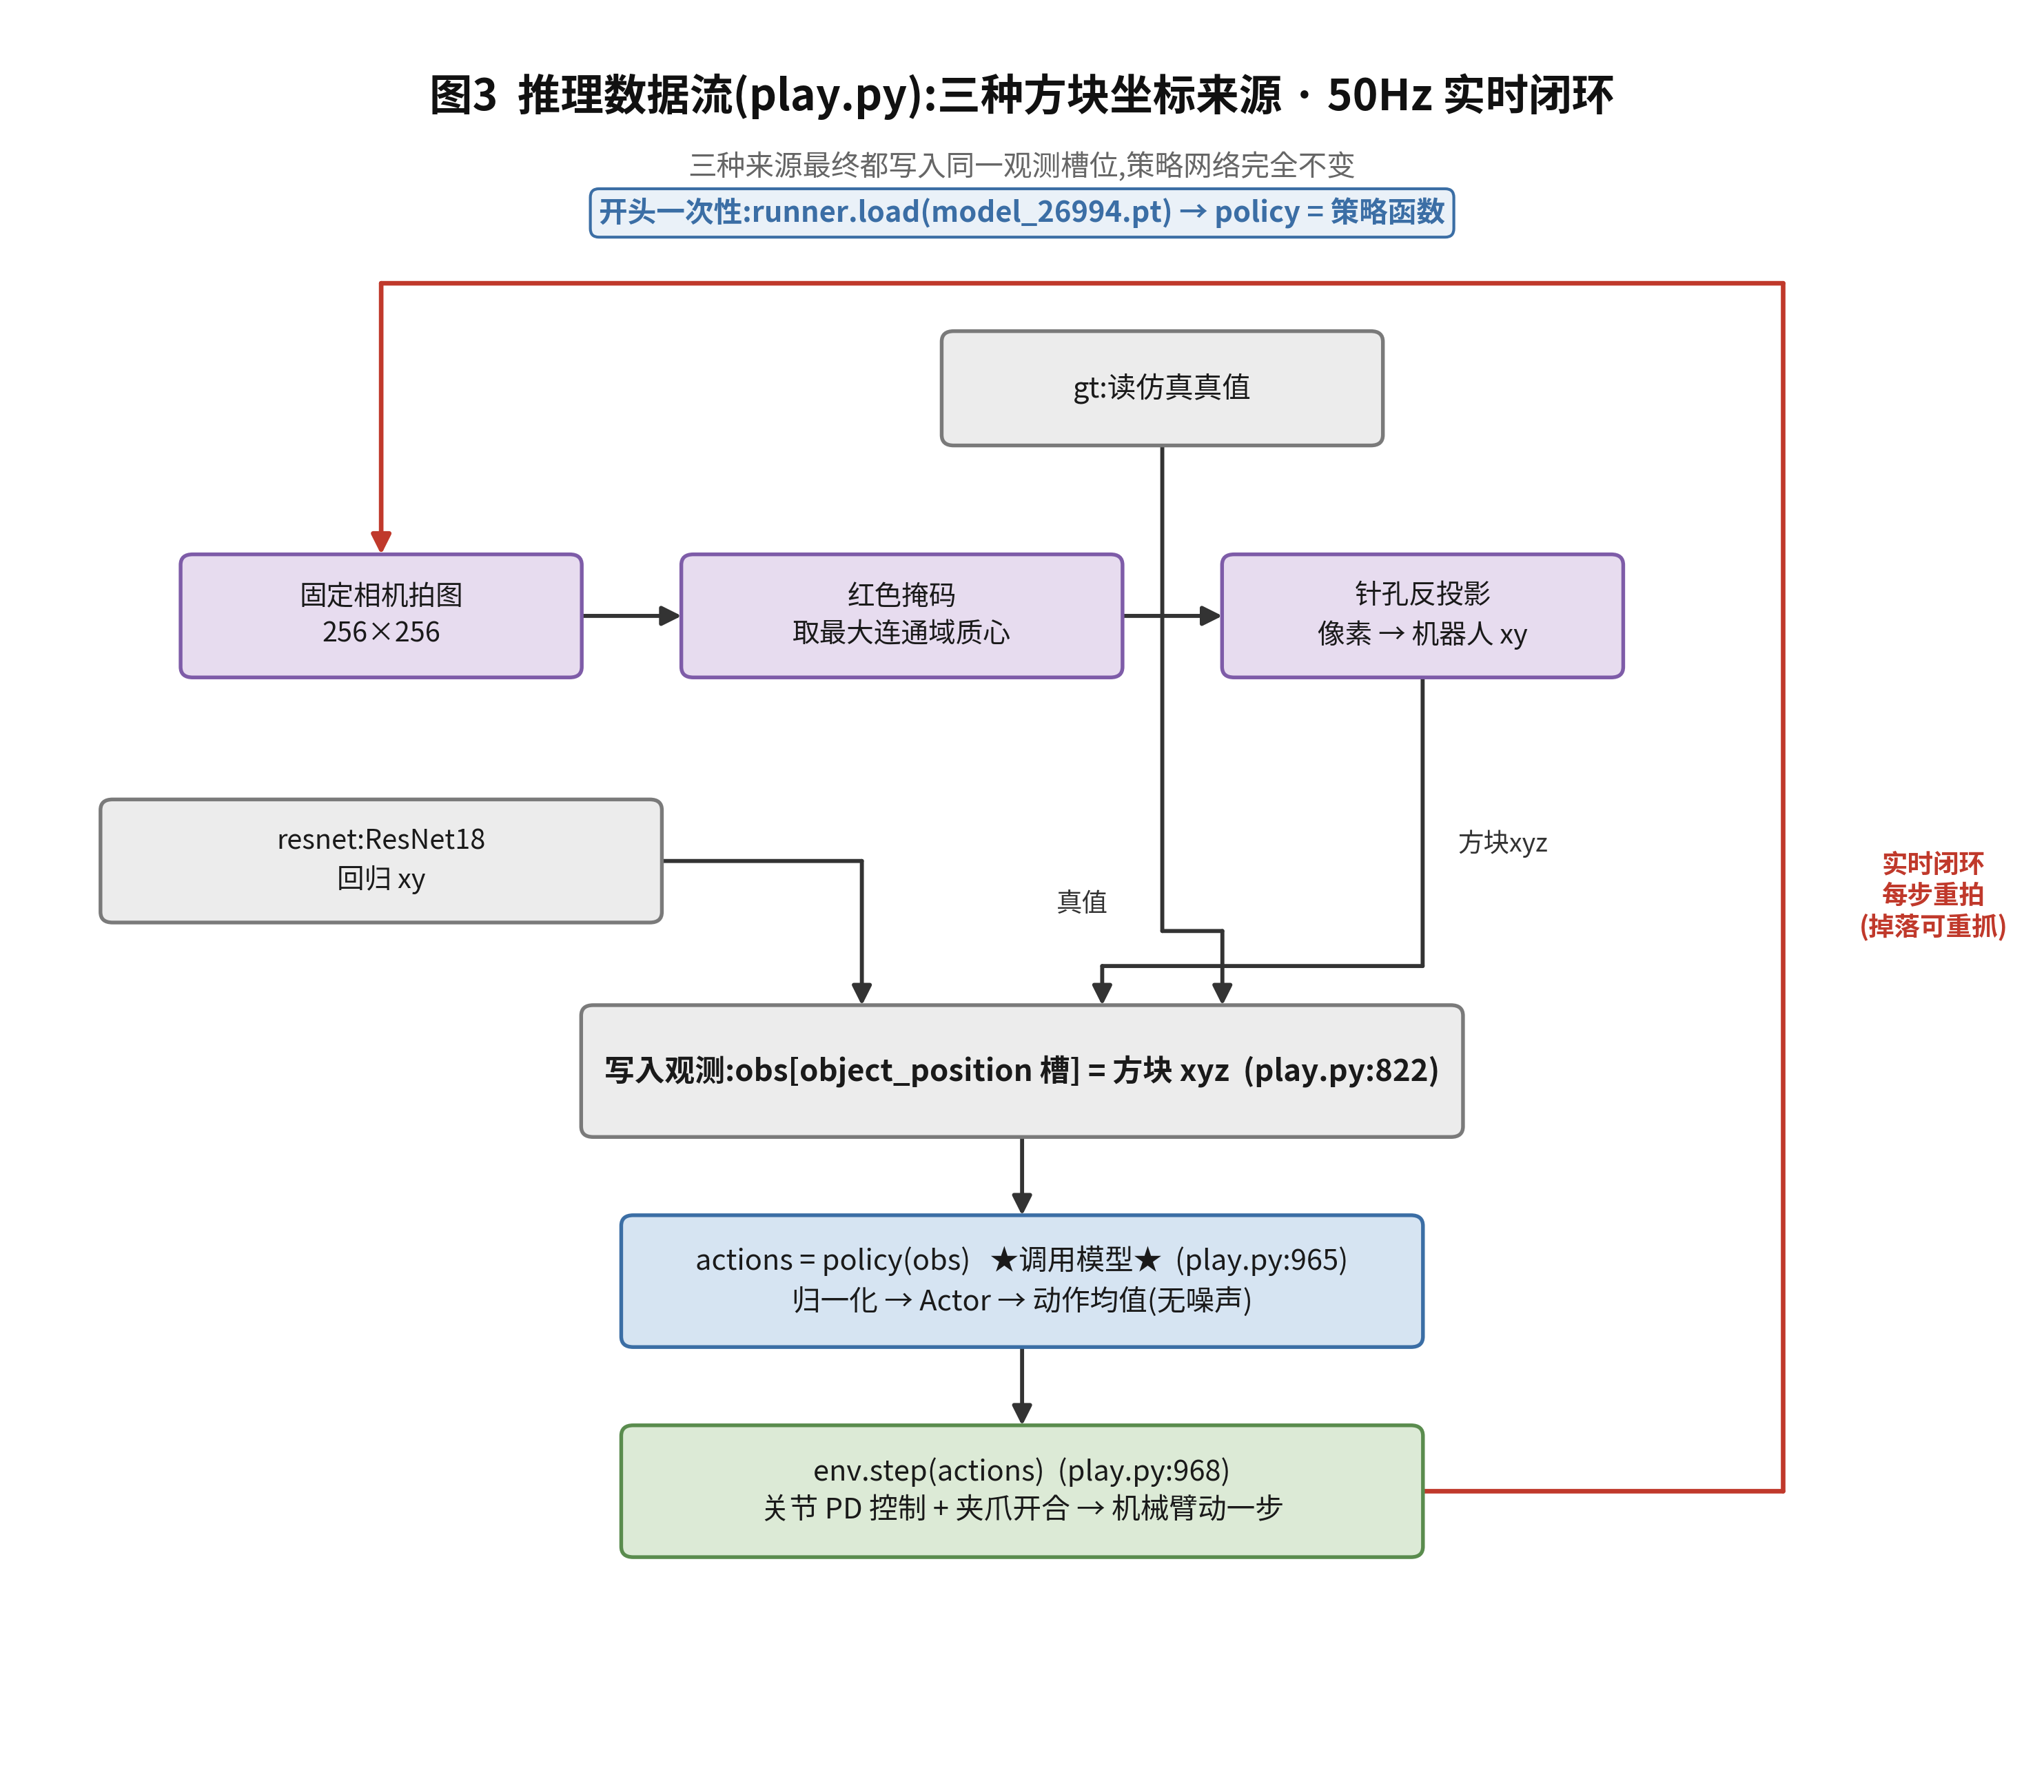 图3 推理数据流(play.py):三种方块坐标来源 · 50Hz 实时闭环
三种来源最终都写入同一观测槽位,策略网络完全不变
开头一次性:runner.load(model_26994.pt) → policy = 策略函数
gt:读仿真真值
固定相机拍图
256×256
红色掩码
取最大连通域质心
针孔反投影
像素 → 机器人 xy
resnet:ResNet18
回归 xy
方块xyz
真值
实时闭环
每步重拍
(掉落可重抓)
写入观测:obs[object_position 槽] = 方块 xyz (play.py:822)
actions = policy(obs) ★调用模型★ (play.py:965)
归一化 → Actor → 动作均值(无噪声)
env.step(actions) (play.py:968)
关节 PD 控制 + 夹爪开合 → 机械臂动一步